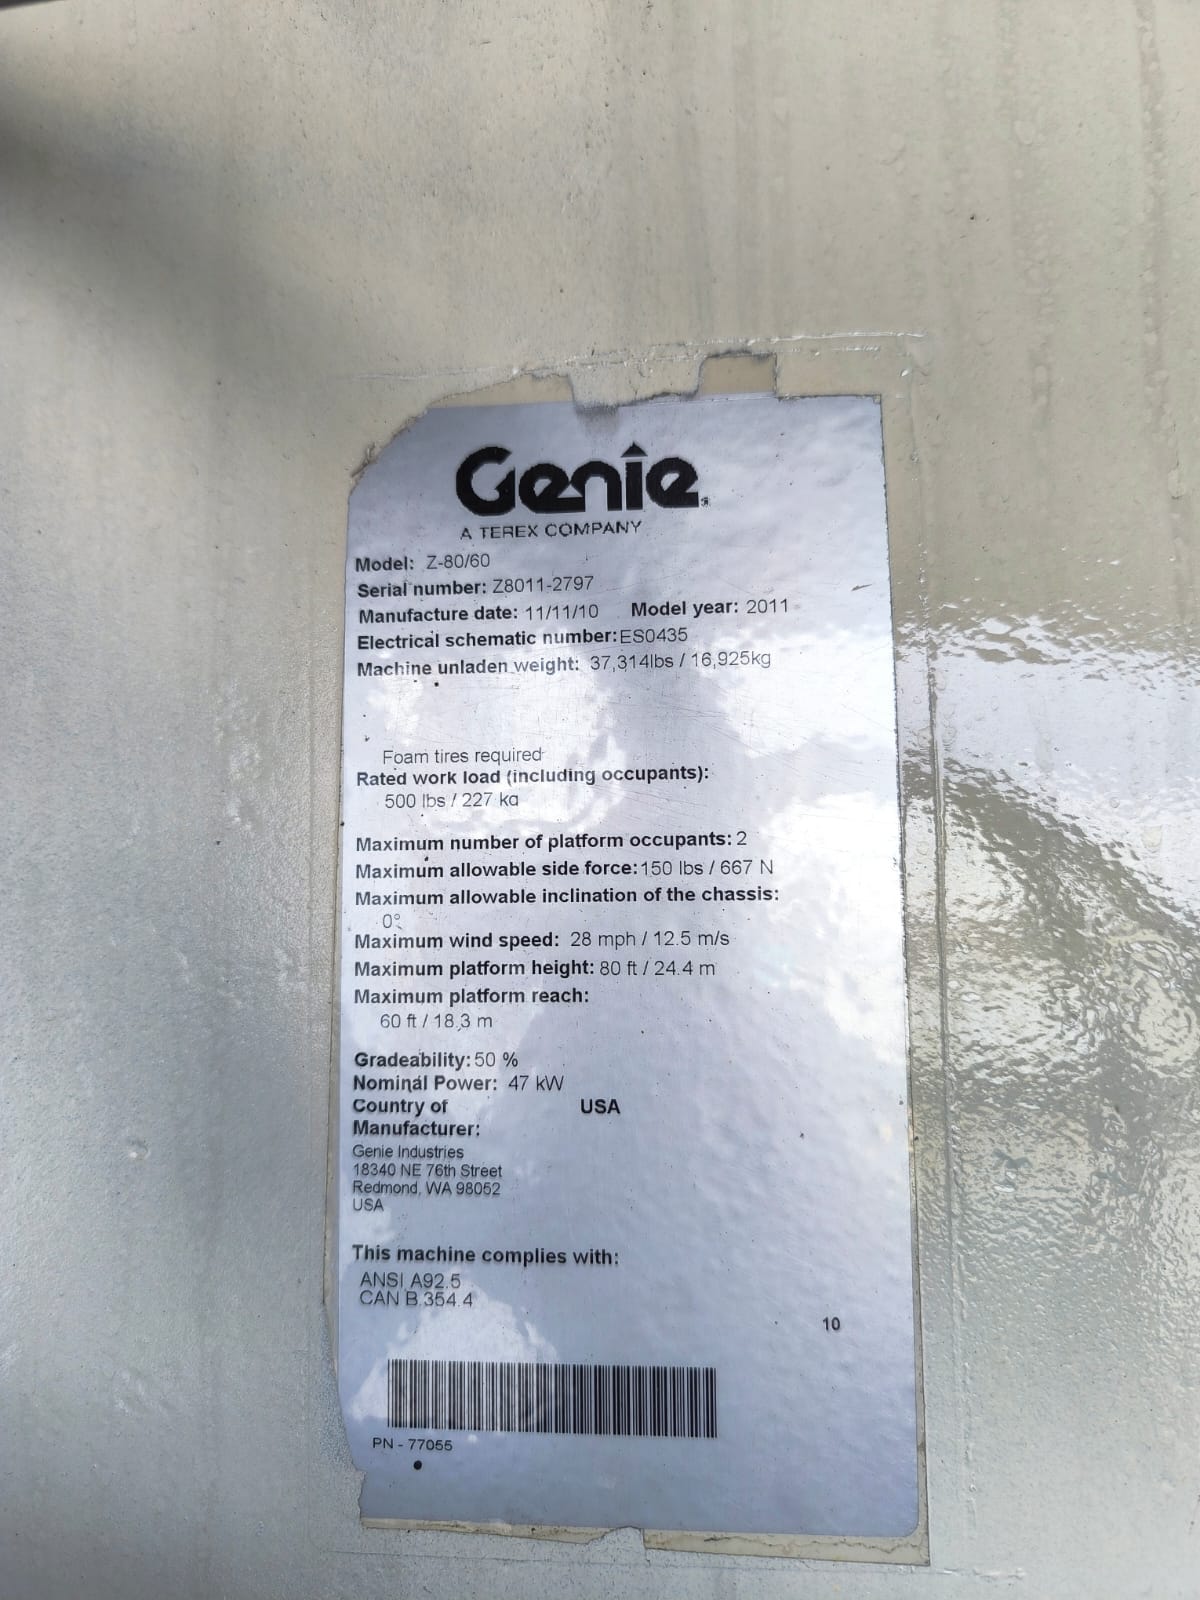 Genie
A TEREX COMPANY
Model: Z-80/60
Serial number: Z8011-2797
Manufacture date: 11/11/10 Model year: 2011
Electrical schematic number: ES0435
Machine unladen weight: 37,314lbs / 16,925kg
Foam tires required
Rated work load (including occupants):
500 lbs / 227 kg
Maximum number of platform occupants: 2
Maximum allowable side force: 150 lbs / 667 N
Maximum allowable inclination of the chassis:
0°
Maximum wind speed: 28 mph / 12.5 m/s
Maximum platform height: 80 ft / 24.4 m
Maximum platform reach:
60 ft / 18.3 m
Gradeability: 50 %
Nominal Power: 47 kW
Country of USA
Manufacturer:
Genie Industries
18340 NE 76th Street
Redmond, WA 98052
USA
This machine complies with:
ANSI A92.5
CAN B.354.4
10
PN - 77055